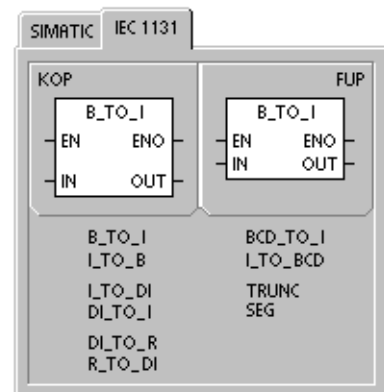 SIMATIC IEC 1131
KOP FUP
B_TO_I B_TO_I
EN ENO EN ENO
IN OUT IN OUT
B_TO_I BCD_TO_I
I_TO_B I_TO_BCD
I_TO_DI TRUNC
DI_TO_I SEG
DI_TO_R
R_TO_DI